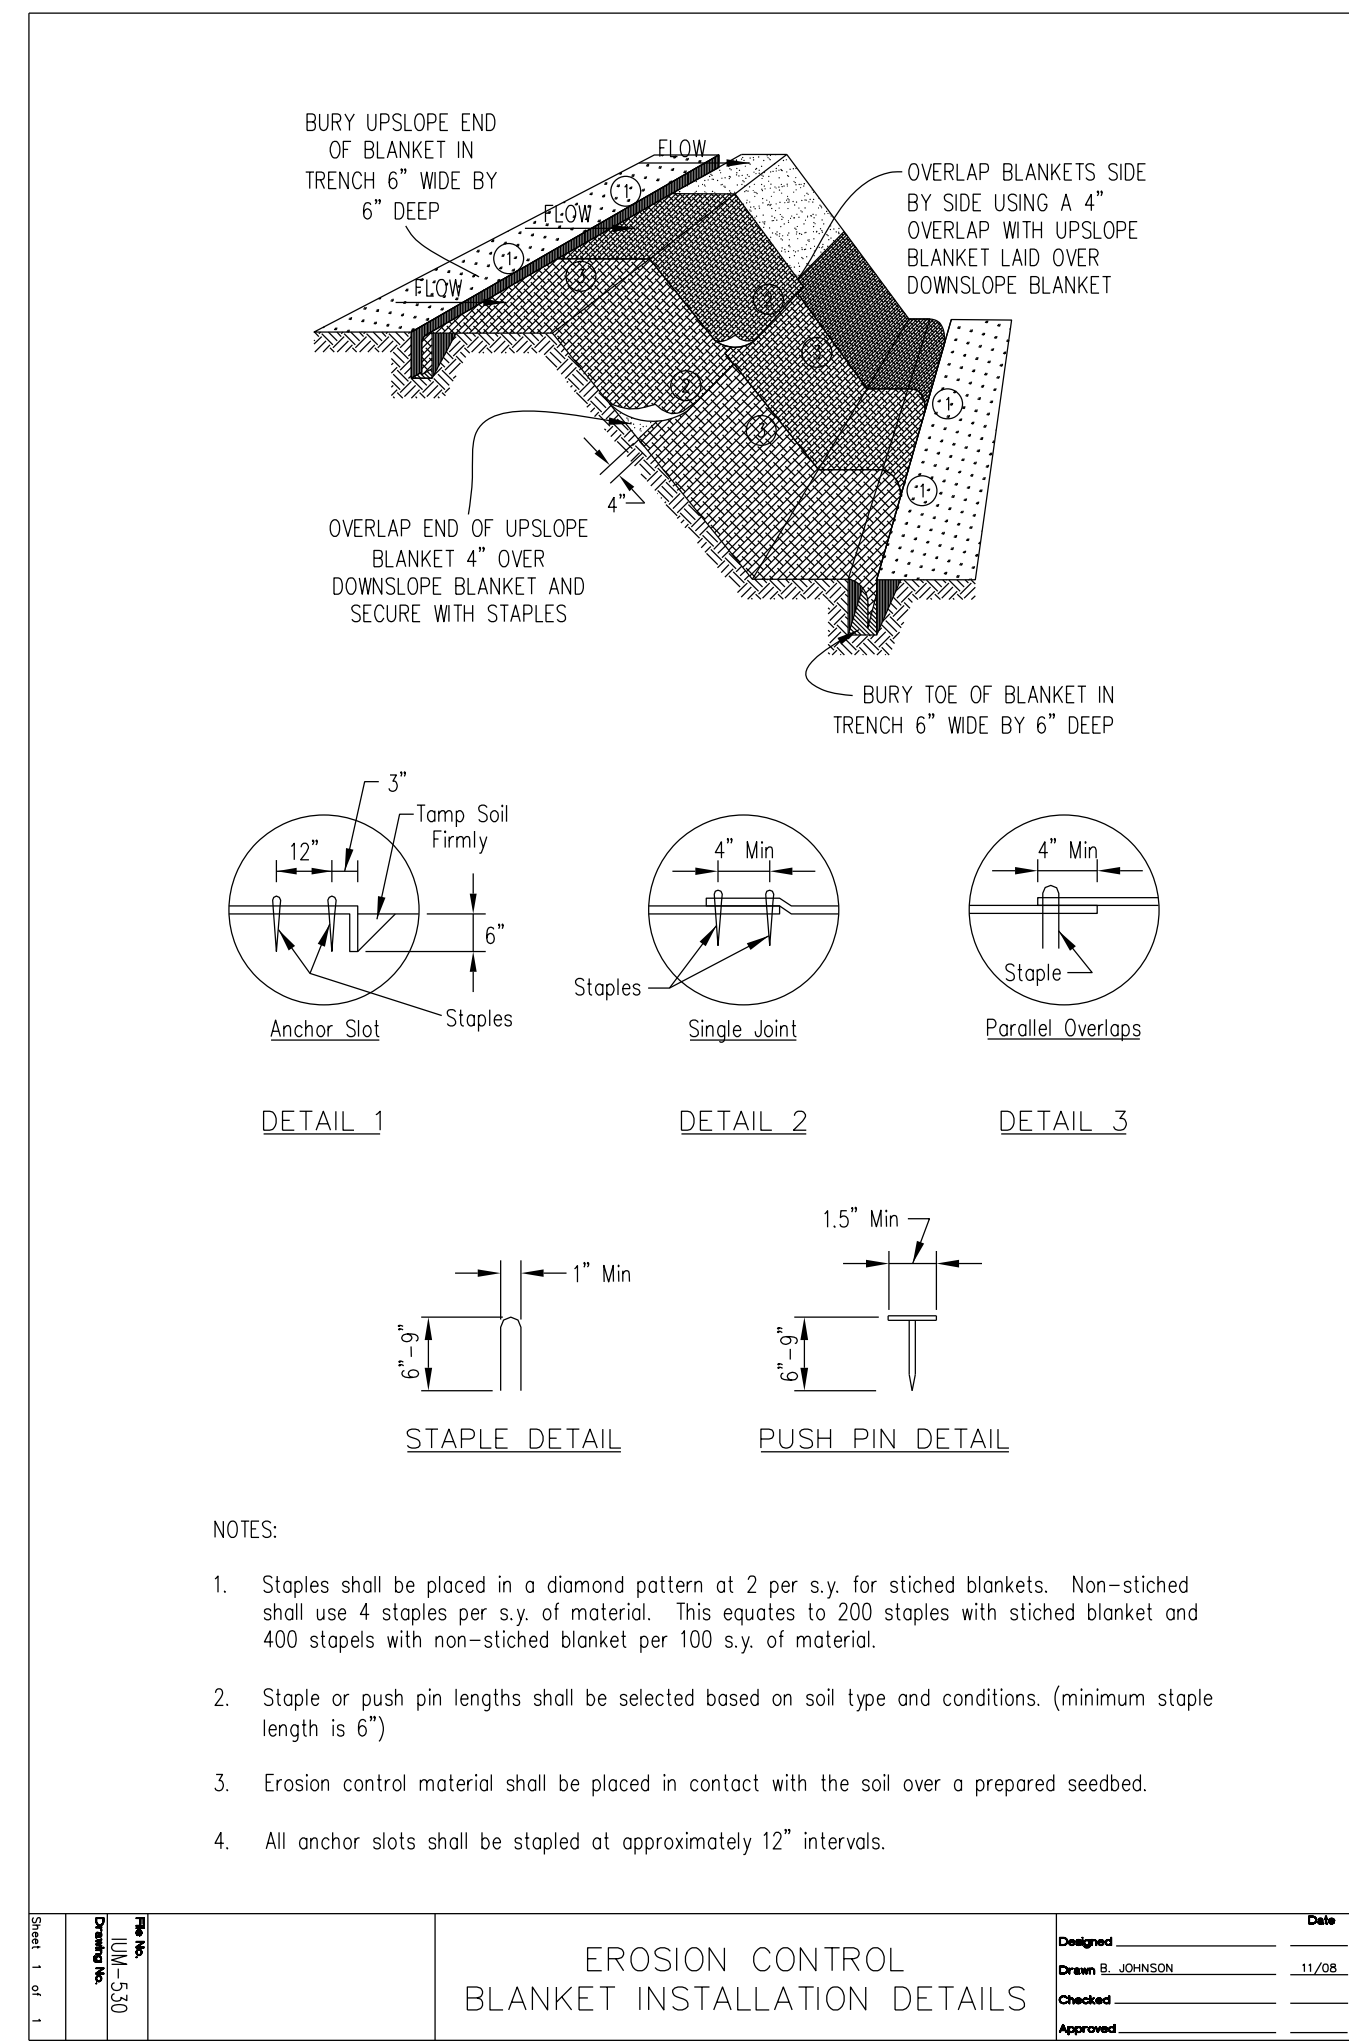 BURY UPSLOPE END
OF BLANKET IN
TRENCH 6" WIDE BY
6" DEEP
FLOW
FLOW
FLOW
1
1
OVERLAP BLANKETS SIDE
BY SIDE USING A 4"
OVERLAP WITH UPSLOPE
BLANKET LAID OVER
DOWNSLOPE BLANKET
3
3
3
1
1
4"
OVERLAP END OF UPSLOPE
BLANKET 4" OVER
DOWNSLOPE BLANKET AND
SECURE WITH STAPLES
BURY TOE OF BLANKET IN
TRENCH 6" WIDE BY 6" DEEP
3"
Tamp Soil
Firmly
12"
6"
Staples
Anchor Slot
DETAIL 1
4" Min
Staples
Single Joint
DETAIL 2
4" Min
Staple
Parallel Overlaps
DETAIL 3
1" Min
6"-9"
STAPLE DETAIL
1.5" Min
6"-9"
PUSH PIN DETAIL
NOTES:
1. Staples shall be placed in a diamond pattern at 2 per s.y. for stiched blankets. Non-stiched
shall use 4 staples per s.y. of material. This equates to 200 staples with stiched blanket and
400 stapels with non-stiched blanket per 100 s.y. of material.
2. Staple or push pin lengths shall be selected based on soil type and conditions. (minimum staple
length is 6")
3. Erosion control material shall be placed in contact with the soil over a prepared seedbed.
4. All anchor slots shall be stapled at approximately 12" intervals.
Sheet 1 of 1
Drawing No.
IUM-530
File No.
EROSION CONTROL
BLANKET INSTALLATION DETAILS
Date
Designed
Drawn B. JOHNSON 11/08
Checked
Approved